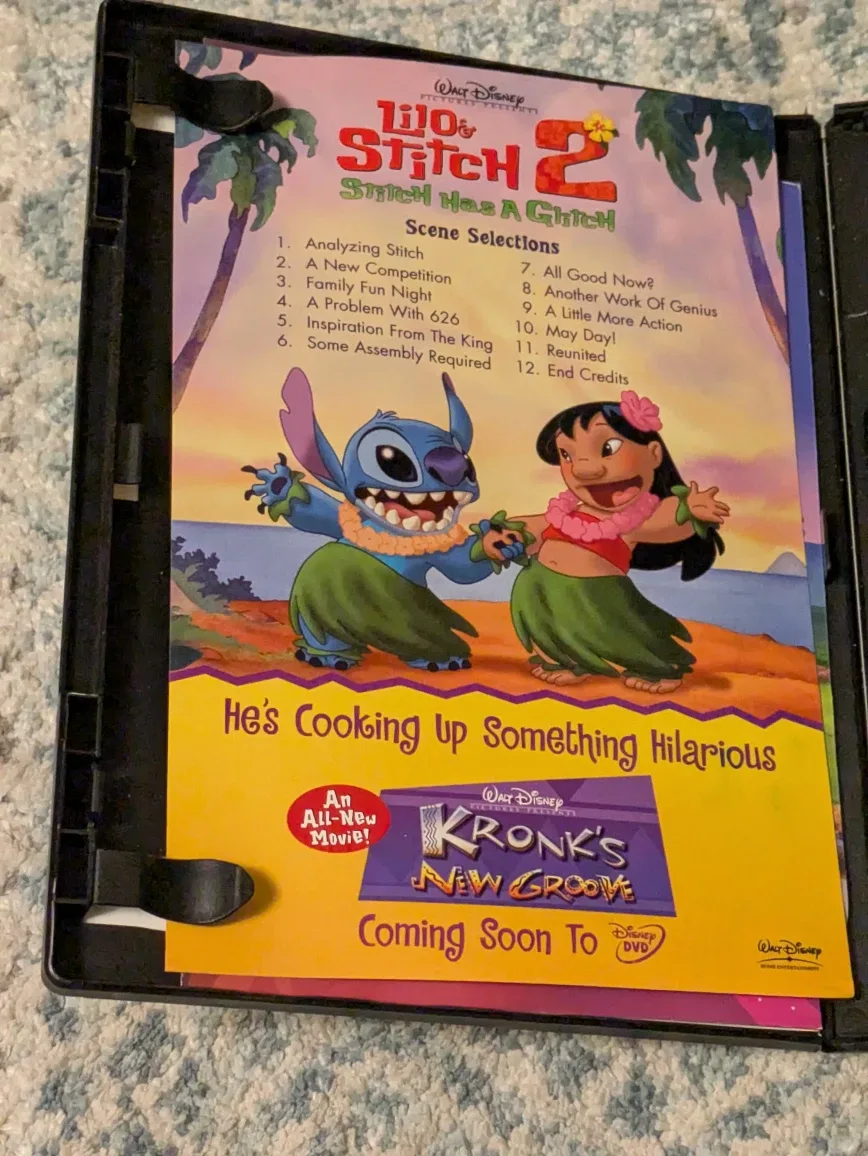 Walt Disney
PICTURES PRESENTS
Lilo &
Stitch 2
Stitch Has A Glitch
Scene Selections
1. Analyzing Stitch
2. A New Competition
3. Family Fun Night
4. A Problem With 626
5. Inspiration From The King
6. Some Assembly Required
7. All Good Now?
8. Another Work Of Genius
9. A Little More Action
10. May Day!
11. Reunited
12. End Credits
He's Cooking Up Something Hilarious
An
All-New
Movie!
Walt Disney
PICTURES PRESENTS
KRONK'S
NEW GROOVE
Coming Soon To Disney DVD
Walt Disney
HOME ENTERTAINMENT